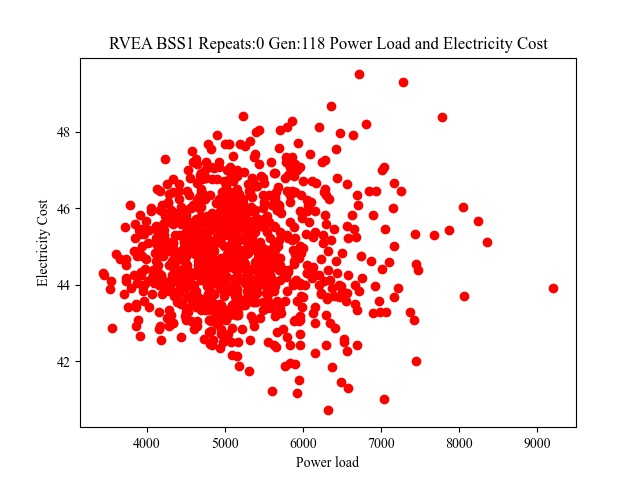 RVEA BSS1 Repeats:0 Gen:118 Power Load and Electricity Cost
48
46
44
42
Electricity Cost
4000 5000 6000 7000 8000 9000
Power load